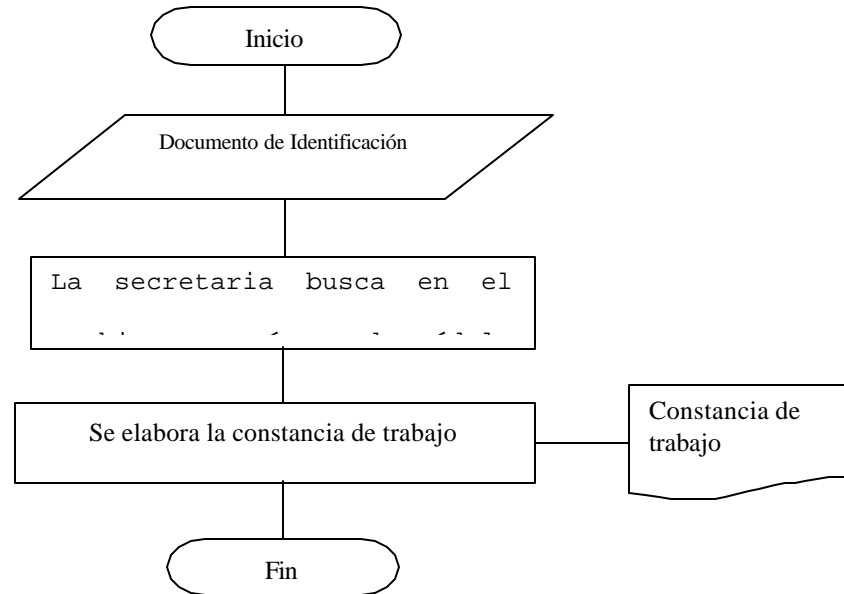 Inicio
Documento de Identificación
La secretaria busca en el
Se elabora la constancia de trabajo
Constancia de
trabajo
Fin